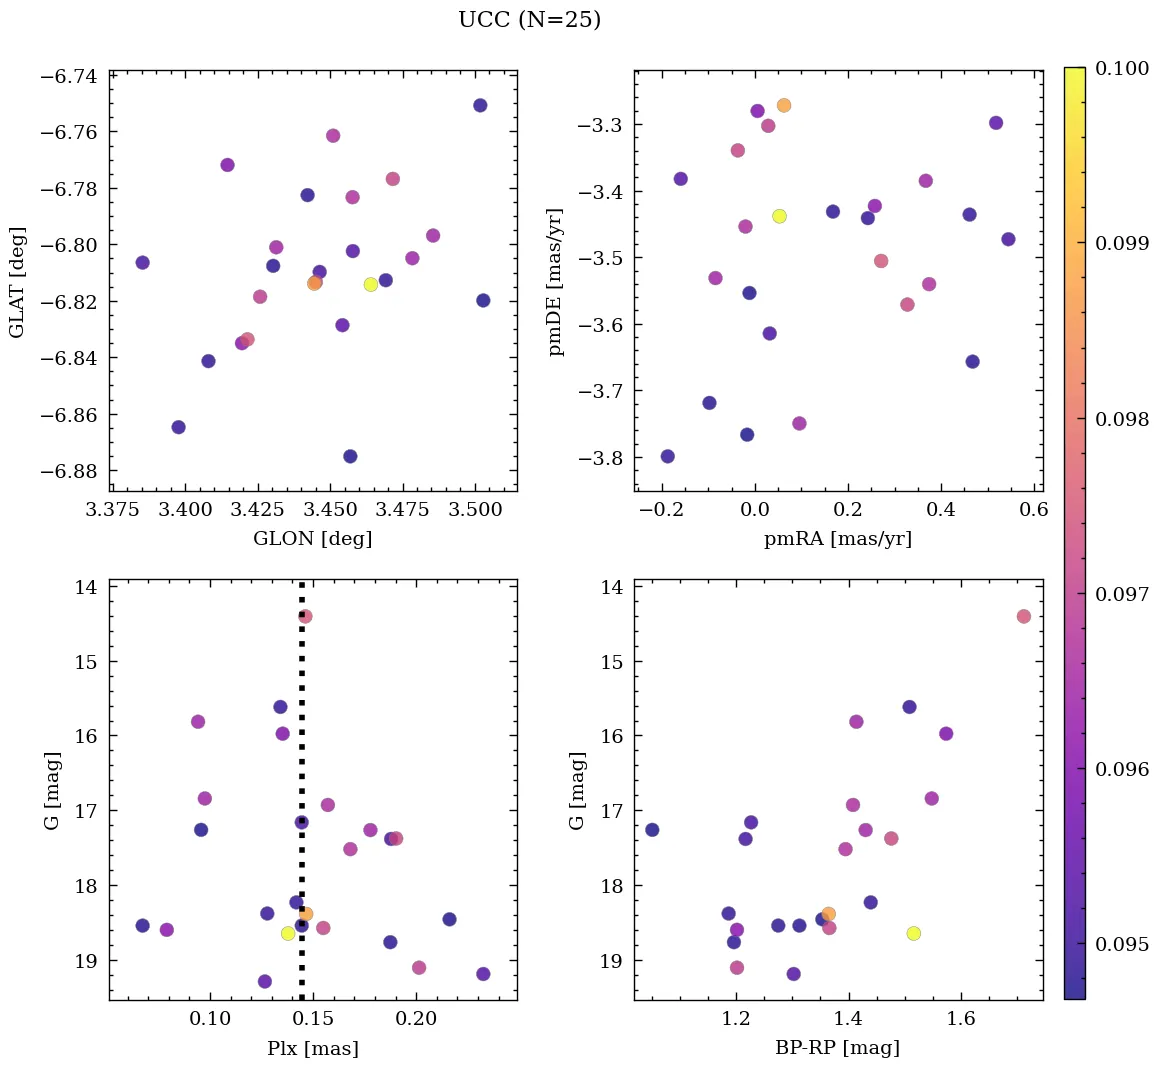 UCC (N=25)
−6.74
−6.76
−6.78
−6.80
−6.82
−6.84
−6.86
−6.88
GLAT [deg]
3.375 3.400 3.425 3.450 3.475 3.500
GLON [deg]
−3.3
−3.4
−3.5
−3.6
−3.7
−3.8
pmDE [mas/yr]
−0.2 0.0 0.2 0.4 0.6
pmRA [mas/yr]
0.100
0.099
0.098
0.097
0.096
0.095
14
15
16
17
18
19
G [mag]
0.10 0.15 0.20
Plx [mas]
14
15
16
17
18
19
G [mag]
1.2 1.4 1.6
BP-RP [mag]